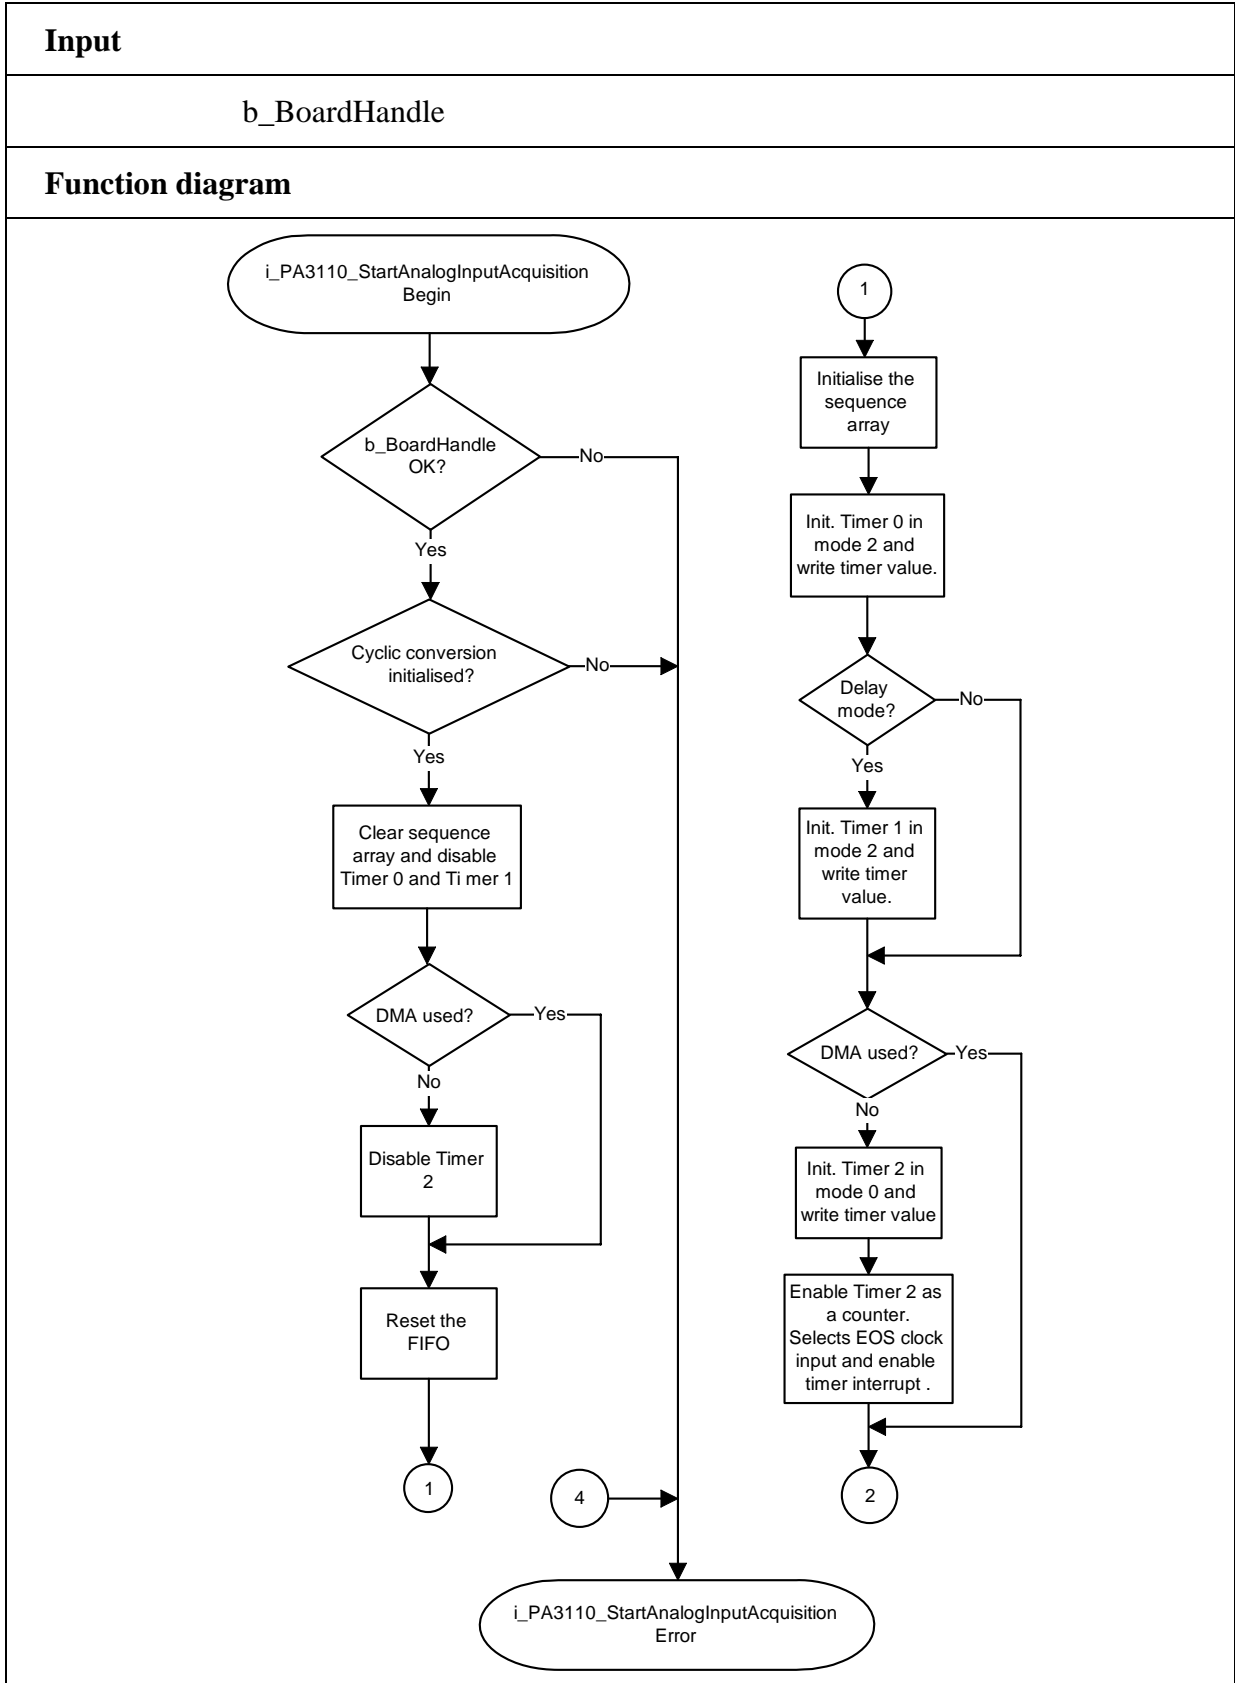 Input
b_BoardHandle
Function diagram
i_PA3110_StartAnalogInputAcquisition
Begin
b_BoardHandle
OK?
No
Yes
Cyclic conversion
initialised?
No
Yes
Clear sequence
array and disable
Timer 0 and Ti mer 1
DMA used?
Yes
No
Disable Timer
2
Reset the
FIFO
1
4
i_PA3110_StartAnalogInputAcquisition
Error
1
Initialise the
sequence
array
Init. Timer 0 in
mode 2 and
write timer value.
Delay
mode?
No
Yes
Init. Timer 1 in
mode 2 and
write timer
value.
DMA used?
Yes
No
Init. Timer 2 in
mode 0 and
write timer value
Enable Timer 2 as
a counter.
Selects EOS clock
input and enable
timer interrupt .
2